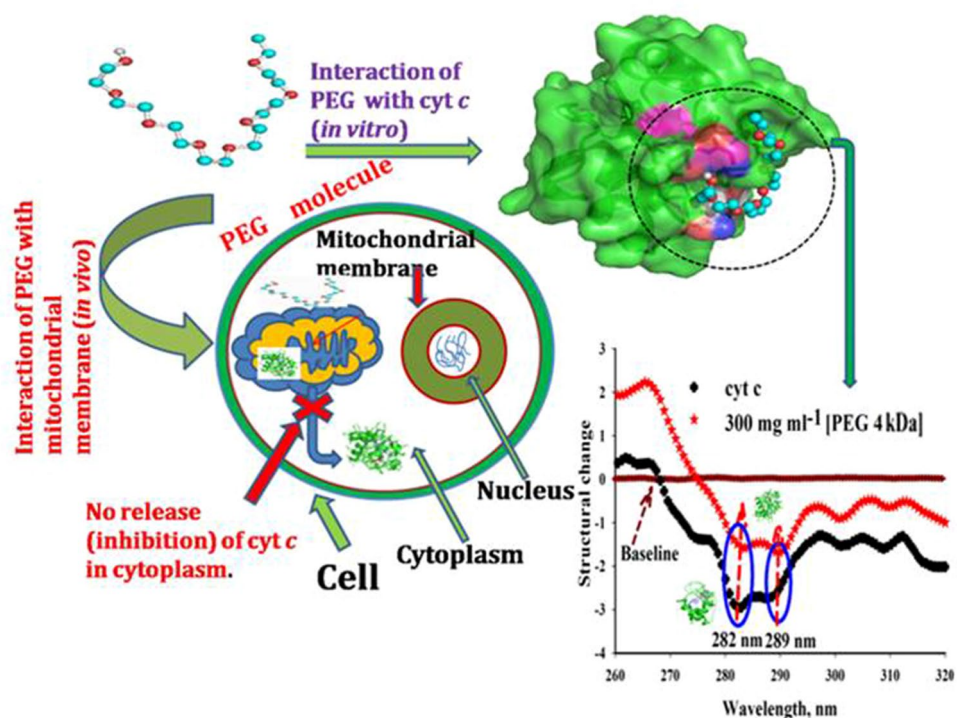 Interaction of
PEG with cyt c
(in vitro)
PEG molecule
Interaction of PEG with
mitochondrial
membrane (in vivo)
Mitochondrial
membrane
No release
(inhibition) of cyt c
in cytoplasm.
Cell
Cytoplasm
Nucleus
cyt c
300 mg ml-1 [PEG 4 kDa]
Structural change
3
2
1
0
-1
-2
-3
-4
Baseline
282 nm 289 nm
260 270 280 290 300 310 320
Wavelength, nm